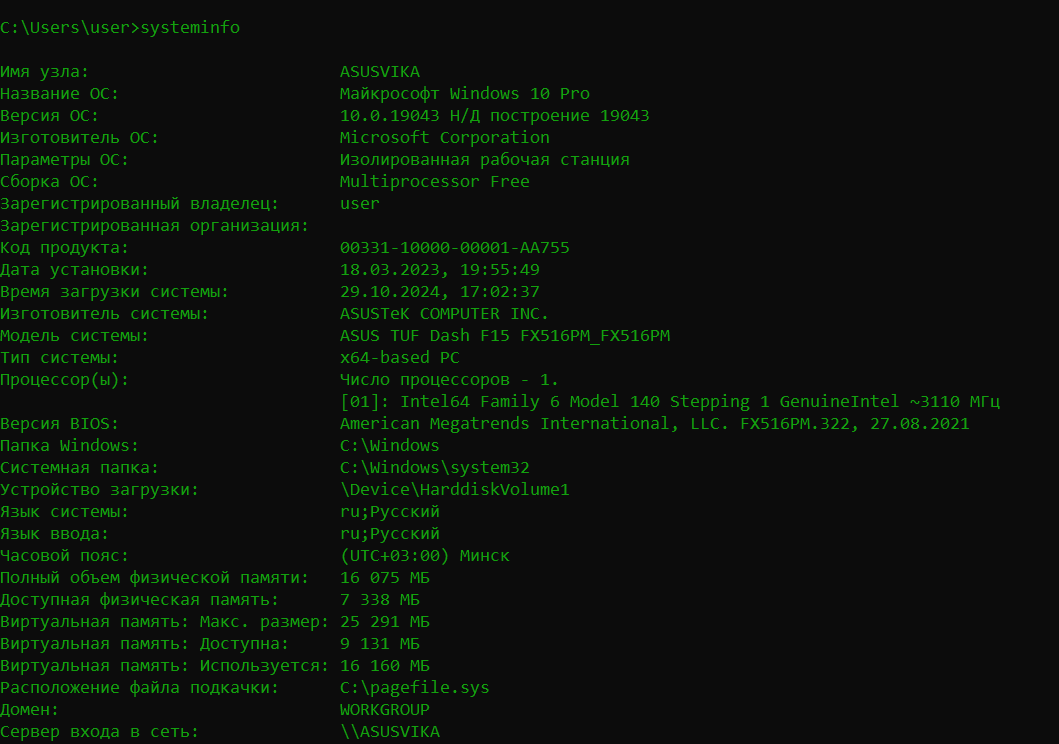 C:\Users\user>systeminfo
Имя узла: ASUSVIKA
Название ОС: Майкрософт Windows 10 Pro
Версия ОС: 10.0.19043 Н/Д построение 19043
Изготовитель ОС: Microsoft Corporation
Параметры ОС: Изолированная рабочая станция
Сборка ОС: Multiprocessor Free
Зарегистрированный владелец: user
Зарегистрированная организация:
Код продукта: 00331-10000-00001-AA755
Дата установки: 18.03.2023, 19:55:49
Время загрузки системы: 29.10.2024, 17:02:37
Изготовитель системы: ASUSTeK COMPUTER INC.
Модель системы: ASUS TUF Dash F15 FX516PM_FX516PM
Тип системы: x64-based PC
Процессор(ы): Число процессоров - 1.
[01]: Intel64 Family 6 Model 140 Stepping 1 GenuineIntel ~3110 МГц
Версия BIOS: American Megatrends International, LLC. FX516PM.322, 27.08.2021
Папка Windows: C:\Windows
Системная папка: C:\Windows\system32
Устройство загрузки: \Device\HarddiskVolume1
Язык системы: ru;Русский
Язык ввода: ru;Русский
Часовой пояс: (UTC+03:00) Минск
Полный объем физической памяти: 16 075 МБ
Доступная физическая память: 7 338 МБ
Виртуальная память: Макс. размер: 25 291 МБ
Виртуальная память: Доступна: 9 131 МБ
Виртуальная память: Используется: 16 160 МБ
Расположение файла подкачки: C:\pagefile.sys
Домен: WORKGROUP
Сервер входа в сеть: \\ASUSVIKA